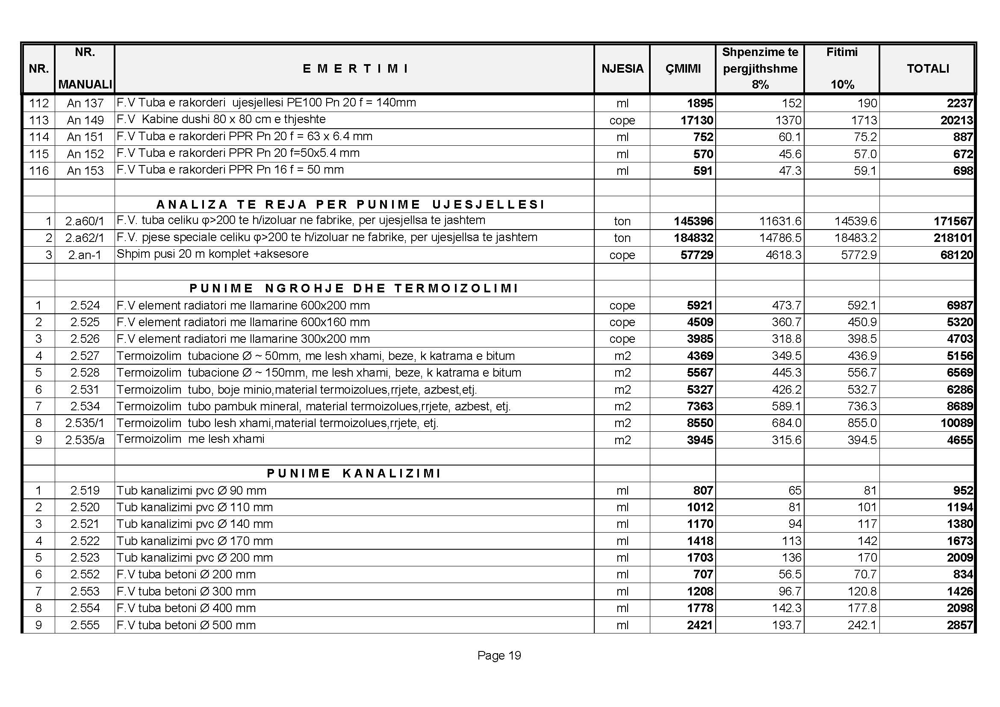 NR. NR. MANUALI E M E R T I M I NJESIA ÇMIMI Shpenzime te pergjithshme 8% Fitimi 10% TOTALI
112 An 137 F.V Tuba e rakorderi ujesjellesi PE100 Pn 20 f = 140mm ml 1895 152 190 2237
113 An 149 F.V Kabine dushi 80 x 80 cm e thjeshte cope 17130 1370 1713 20213
114 An 151 F.V Tuba e rakorderi PPR Pn 20 f = 63 x 6.4 mm ml 752 60.1 75.2 887
115 An 152 F.V Tuba e rakorderi PPR Pn 20 f=50x5.4 mm ml 570 45.6 57.0 672
116 An 153 F.V Tuba e rakorderi PPR Pn 16 f = 50 mm ml 591 47.3 59.1 698
A N A L I Z A T E R E J A P E R P U N I M E U J E S J E L L E S I
1 2.a60/1 F.V. tuba celiku φ>200 te h/izoluar ne fabrike, per ujesjellsa te jashtem ton 145396 11631.6 14539.6 171567
2 2.a62/1 F.V. pjese speciale celiku φ>200 te h/izoluar ne fabrike, per ujesjellsa te jashtem ton 184832 14786.5 18483.2 218101
3 2.an-1 Shpim pusi 20 m komplet +aksesore cope 57729 4618.3 5772.9 68120
P U N I M E N G R O H J E D H E T E R M O I Z O L I M I
1 2.524 F.V element radiatori me llamarine 600x200 mm cope 5921 473.7 592.1 6987
2 2.525 F.V element radiatori me llamarine 600x160 mm cope 4509 360.7 450.9 5320
3 2.526 F.V element radiatori me llamarine 300x200 mm cope 3985 318.8 398.5 4703
4 2.527 Termoizolim tubacione Ø ~ 50mm, me lesh xhami, beze, k katrama e bitum m2 4369 349.5 436.9 5156
5 2.528 Termoizolim tubacione Ø ~ 150mm, me lesh xhami, beze, k katrama e bitum m2 5567 445.3 556.7 6569
6 2.531 Termoizolim tubo, boje minio,material termoizolues,rrjete, azbest,etj. m2 5327 426.2 532.7 6286
7 2.534 Termoizolim tubo pambuk mineral, material termoizolues,rrjete, azbest, etj. m2 7363 589.1 736.3 8689
8 2.535/1 Termoizolim tubo lesh xhami,material termoizolues,rrjete, etj. m2 8550 684.0 855.0 10089
9 2.535/a Termoizolim me lesh xhami m2 3945 315.6 394.5 4655
P U N I M E K A N A L I Z I M I
1 2.519 Tub kanalizimi pvc Ø 90 mm ml 807 65 81 952
2 2.520 Tub kanalizimi pvc Ø 110 mm ml 1012 81 101 1194
3 2.521 Tub kanalizimi pvc Ø 140 mm ml 1170 94 117 1380
4 2.522 Tub kanalizimi pvc Ø 170 mm ml 1418 113 142 1673
5 2.523 Tub kanalizimi pvc Ø 200 mm ml 1703 136 170 2009
6 2.552 F.V tuba betoni Ø 200 mm ml 707 56.5 70.7 834
7 2.553 F.V tuba betoni Ø 300 mm ml 1208 96.7 120.8 1426
8 2.554 F.V tuba betoni Ø 400 mm ml 1778 142.3 177.8 2098
9 2.555 F.V tuba betoni Ø 500 mm ml 2421 193.7 242.1 2857
Page 19